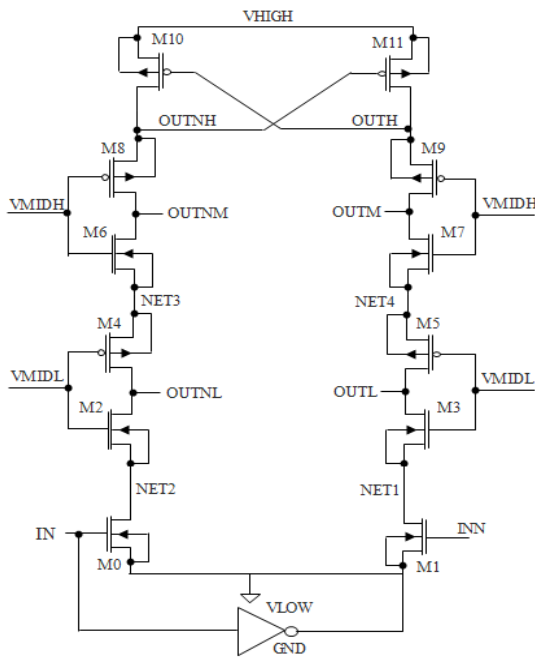 VHIGH
M10
M11
OUTNH
OUTH
M8
M9
VMIDH
OUTNM
OUTM
VMIDH
M6
M7
NET3
NET4
M4
M5
VMIDL
OUTNL
OUTL
VMIDL
M2
M3
NET2
NET1
IN
INN
M0
M1
VLOW
GND